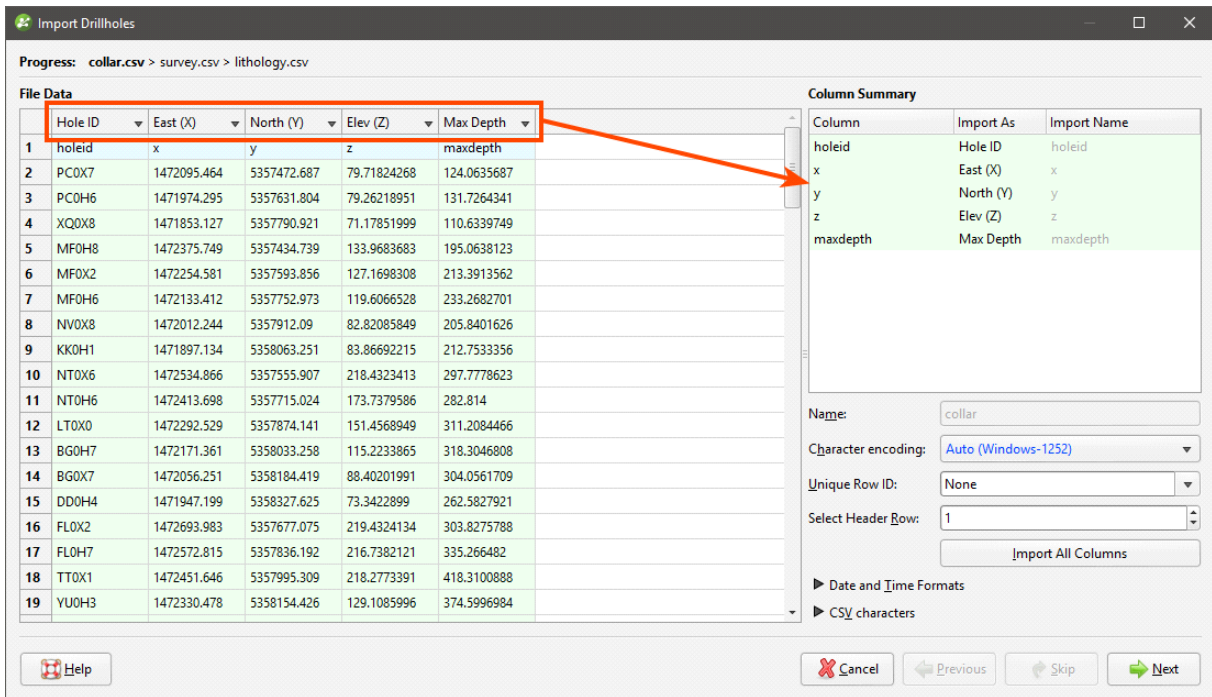 Import Drillholes
Progress: collar.csv > survey.csv > lithology.csv
File Data
Hole ID East (X) North (Y) Elev (Z) Max Depth
1 holeid x y z maxdepth
2 PC0X7 1472095.464 5357472.687 79.71824268 124.0635687
3 PC0H6 1471974.295 5357631.804 79.26218951 131.7264341
4 XQ0X8 1471853.127 5357790.921 71.17851999 110.6339749
5 MF0H8 1472375.749 5357434.739 133.9683683 195.0638123
6 MF0X2 1472254.581 5357593.856 127.1698308 213.3913562
7 MF0H6 1472133.412 5357752.973 119.6066528 233.2682701
8 NV0X8 1472012.244 5357912.09 82.82085849 205.8401626
9 KK0H1 1471897.134 5358063.251 83.86692215 212.7533356
10 NT0X6 1472534.866 5357555.907 218.4323413 297.7778623
11 NT0H6 1472413.698 5357715.024 173.7379586 282.814
12 LT0X0 1472292.529 5357874.141 151.4568949 311.2084466
13 BG0H7 1472171.361 5358033.258 115.2233865 318.3046808
14 BG0X7 1472056.251 5358184.419 88.40201991 304.0561709
15 DD0H4 1471947.199 5358327.625 73.3422899 262.5827921
16 FL0X2 1472693.983 5357677.075 219.4324134 303.8275788
17 FL0H7 1472572.815 5357836.192 216.7382121 335.266482
18 TT0X1 1472451.646 5357995.309 218.2773391 418.3100888
19 YU0H3 1472330.478 5358154.426 129.1085996 374.5996984
Column Summary
Column Import As Import Name
holeid Hole ID holeid
x East (X) x
y North (Y) y
z Elev (Z) z
maxdepth Max Depth maxdepth
Name: collar
Character encoding: Auto (Windows-1252)
Unique Row ID: None
Select Header Row: 1
Import All Columns
Date and Time Formats
CSV characters
Help Cancel Previous Skip Next